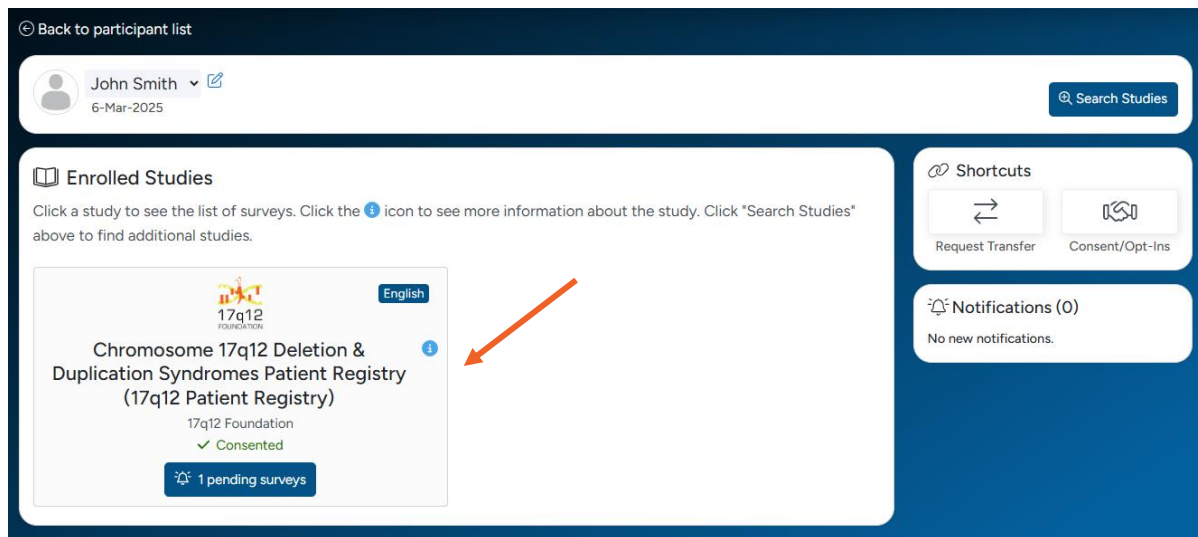 Back to participant list
John Smith
6-Mar-2025
Search Studies
Enrolled Studies
Click a study to see the list of surveys. Click the i icon to see more information about the study. Click "Search Studies"
above to find additional studies.
English
17q12
FOUNDATION
Chromosome 17q12 Deletion &
Duplication Syndromes Patient Registry
(17q12 Patient Registry)
17q12 Foundation
Consented
1 pending surveys
Shortcuts
Request Transfer
Consent/Opt-Ins
Notifications (0)
No new notifications.